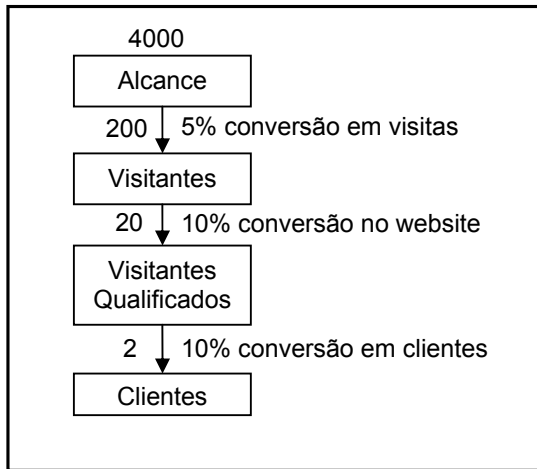 4000
Alcance
200 5% conversão em visitas
Visitantes
20 10% conversão no website
Visitantes
Qualificados
2 10% conversão em clientes
Clientes